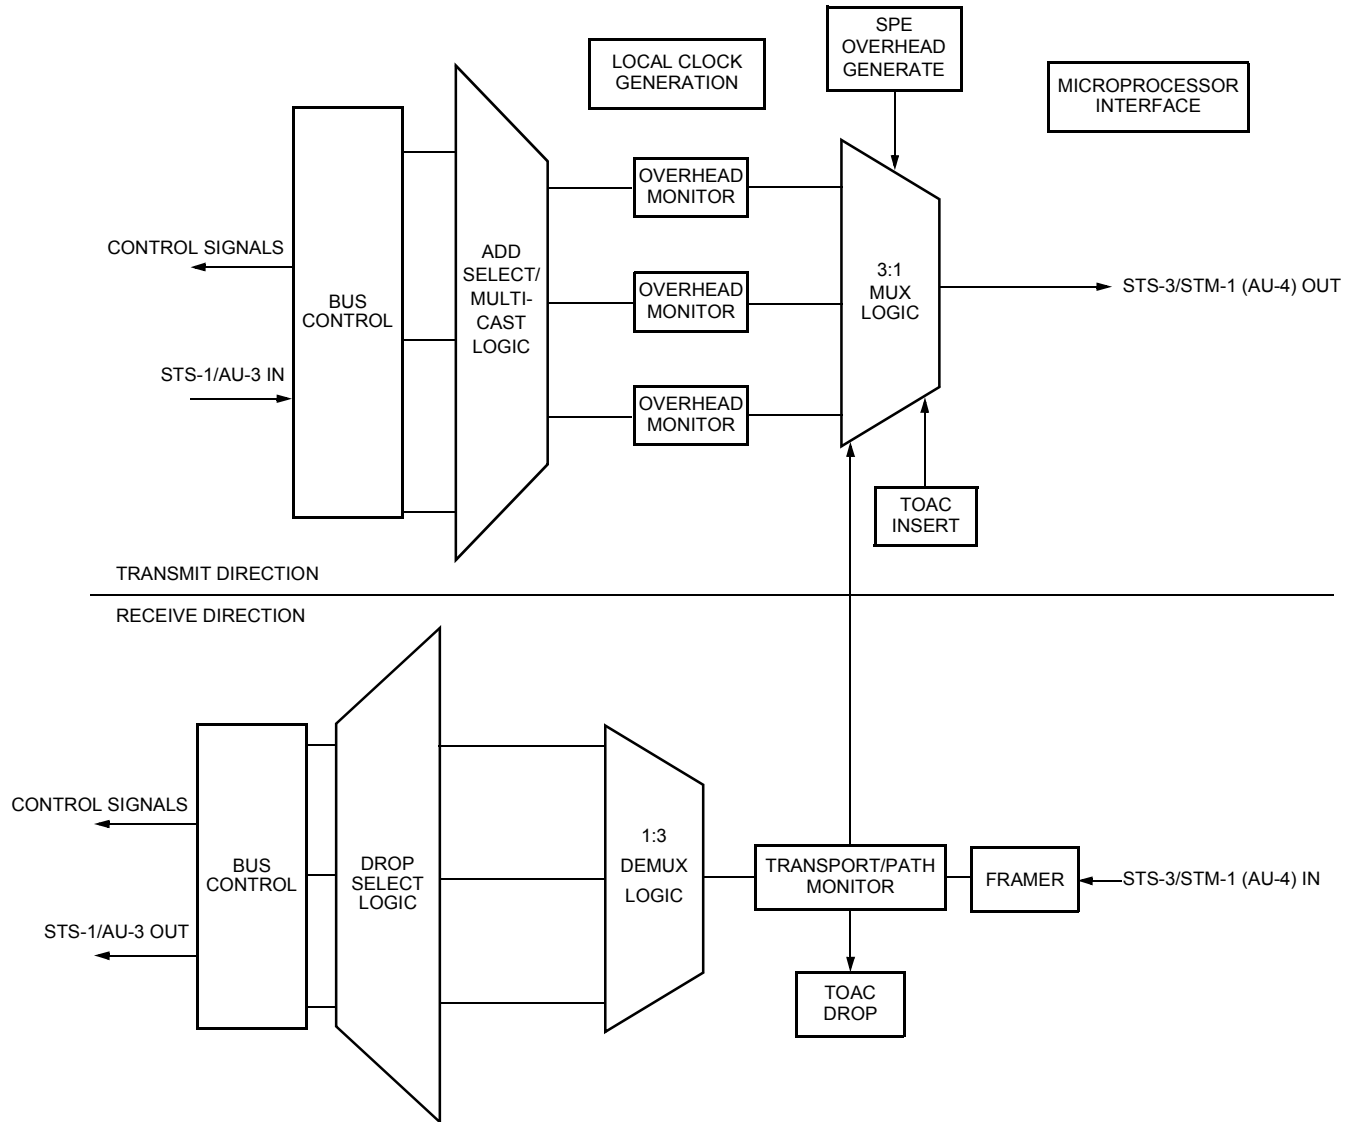 SPE
OVERHEAD
GENERATE
LOCAL CLOCK
GENERATION
MICROPROCESSOR
INTERFACE
OVERHEAD
MONITOR
CONTROL SIGNALS
BUS
CONTROL
ADD
SELECT/
MULTI-
CAST
LOGIC
OVERHEAD
MONITOR
3:1
MUX
LOGIC
STS-3/STM-1 (AU-4) OUT
STS-1/AU-3 IN
OVERHEAD
MONITOR
TOAC
INSERT
TRANSMIT DIRECTION
RECEIVE DIRECTION
CONTROL SIGNALS
BUS
CONTROL
DROP
SELECT
LOGIC
1:3
DEMUX
LOGIC
TRANSPORT/PATH
MONITOR
FRAMER
STS-3/STM-1 (AU-4) IN
STS-1/AU-3 OUT
TOAC
DROP